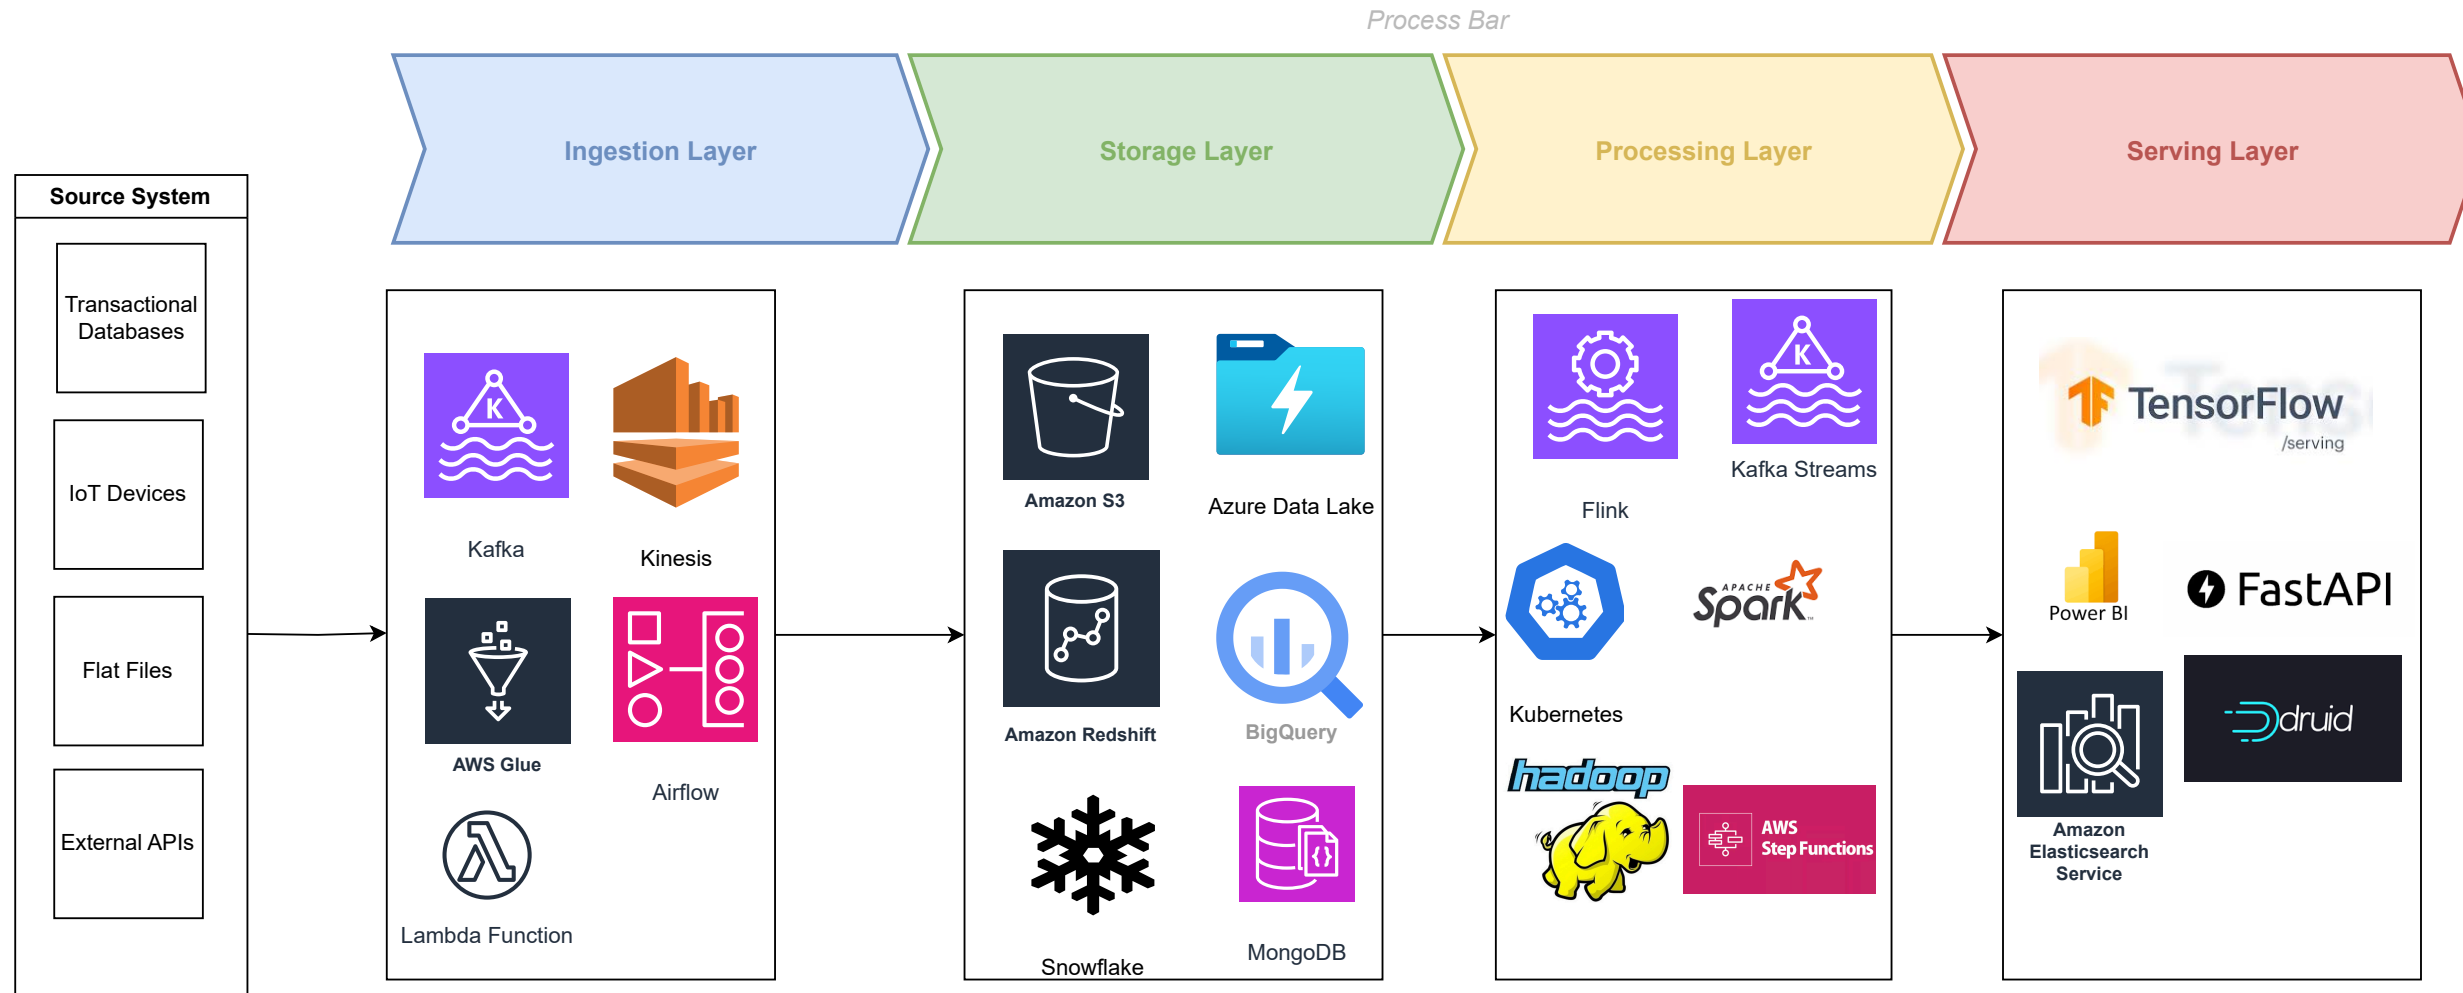 Process Bar
Ingestion Layer
Storage Layer
Processing Layer
Serving Layer
Source System
Transactional
Databases
IoT Devices
Flat Files
External APIs
K
Kafka
Kinesis
AWS Glue
Airflow
Lambda Function
Amazon S3
Azure Data Lake
Amazon Redshift
BigQuery
Snowflake
{}
MongoDB
Flink
K
Kafka Streams
Kubernetes
APACHE
Spark
TM
hadoop
AWS
Step Functions
Tens
TensorFlow
/serving
Power BI
FastAPI
druid
Amazon
Elasticsearch
Service